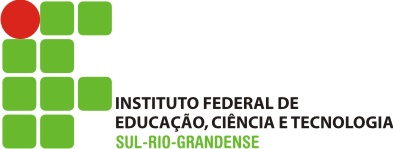 INSTITUTO FEDERAL DE
EDUCAÇÃO, CIÊNCIA E TECNOLOGIA
SUL-RIO-GRANDENSE